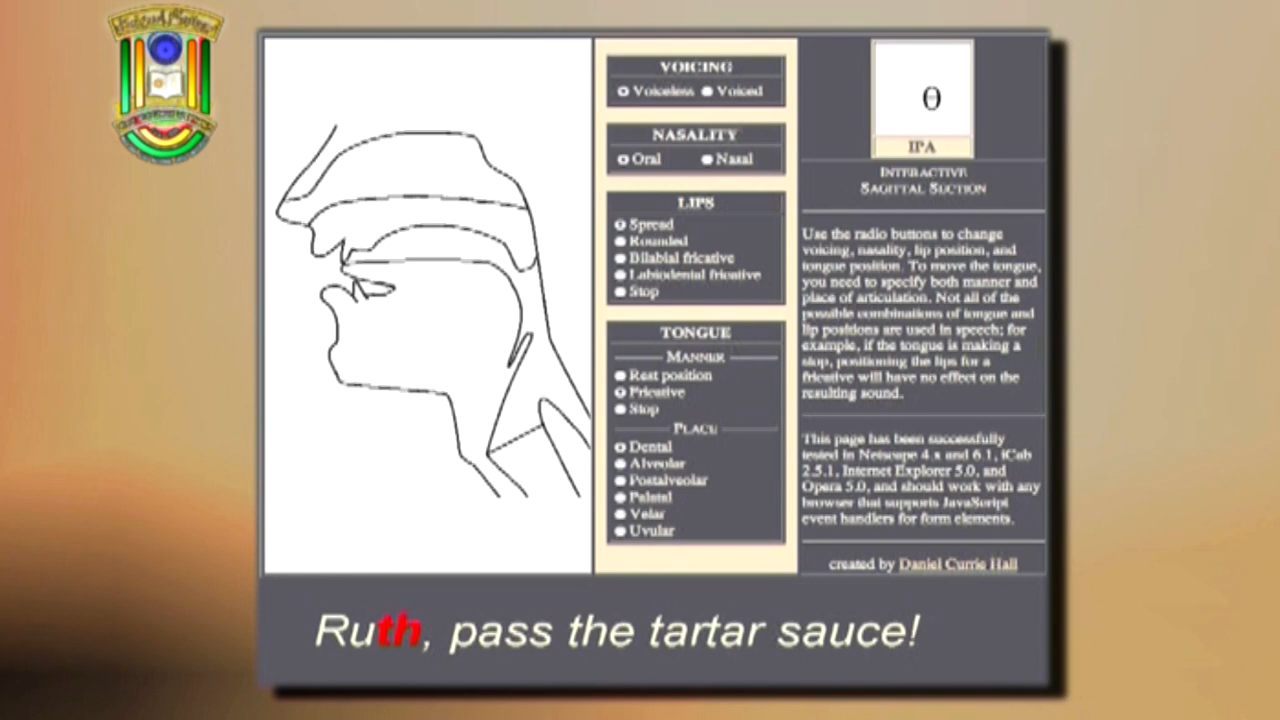 VOICING
Voiceless Voiced
NASALITY
Oral Nasal
LIPS
Spread
Rounded
Bilabial fricative
Labiodental fricative
Stop
TONGUE
MANNER
Rest position
Fricative
Stop
PLACE
Dental
Alveolar
Postalveolar
Palatal
Velar
Uvular
θ
IPA
INTERACTIVE
SAGITTAL SECTION
Use the radio buttons to change
voicing, nasality, lip position, and
tongue position. To move the tongue,
you need to specify both manner and
place of articulation. Not all of the
possible combinations of tongue and
lip positions are used in speech; for
example, if the tongue is making a
stop, positioning the lips for a
fricative will have no effect on the
resulting sound.
This page has been successfully
tested in Netscape 4.x and 6.1, iCab
2.5.1, Internet Explorer 5.0, and
Opera 5.0, and should work with any
browser that supports JavaScript
event handlers for form elements.
created by Daniel Currie Hall
Ruth, pass the tartar sauce!